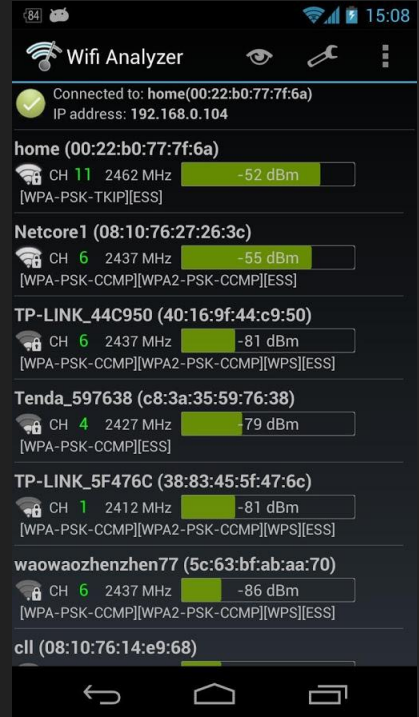 84
15:08
Wifi Analyzer
Connected to: home(00:22:b0:77:7f:6a)
IP address: 192.168.0.104
home (00:22:b0:77:7f:6a)
CH 11 2462 MHz -52 dBm
[WPA-PSK-TKIP][ESS]
Netcore1 (08:10:76:27:26:3c)
CH 6 2437 MHz -55 dBm
[WPA-PSK-CCMP][WPA2-PSK-CCMP][ESS]
TP-LINK_44C950 (40:16:9f:44:c9:50)
CH 6 2437 MHz -81 dBm
[WPA-PSK-CCMP][WPA2-PSK-CCMP][WPS][ESS]
Tenda_597638 (c8:3a:35:59:76:38)
CH 4 2427 MHz -79 dBm
[WPA-PSK-CCMP][ESS]
TP-LINK_5F476C (38:83:45:5f:47:6c)
CH 1 2412 MHz -81 dBm
[WPA-PSK-CCMP][WPA2-PSK-CCMP][WPS][ESS]
waowaozhenzhen77 (5c:63:bf:ab:aa:70)
CH 6 2437 MHz -86 dBm
[WPA-PSK-CCMP][WPA2-PSK-CCMP][WPS][ESS]
cll (08:10:76:14:e9:68)